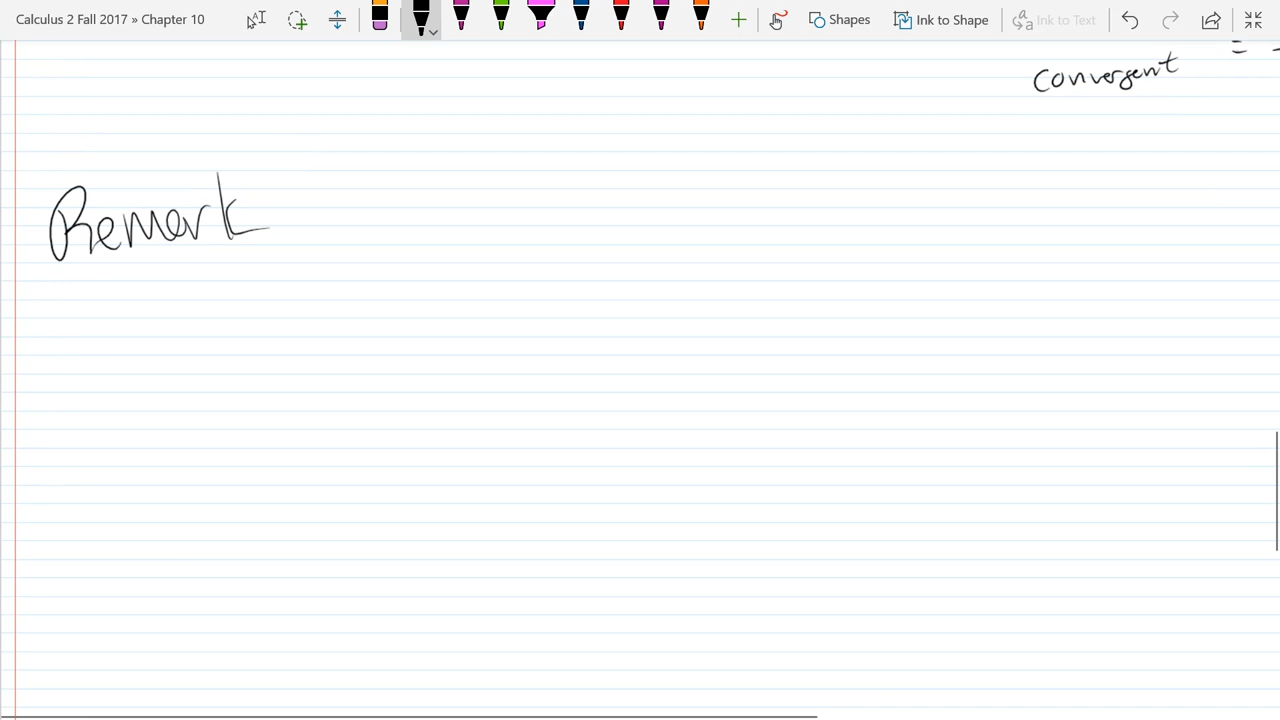 Calculus 2 Fall 2017 » Chapter 10
Shapes
Ink to Shape
Ink to Text
Convergent
Remark